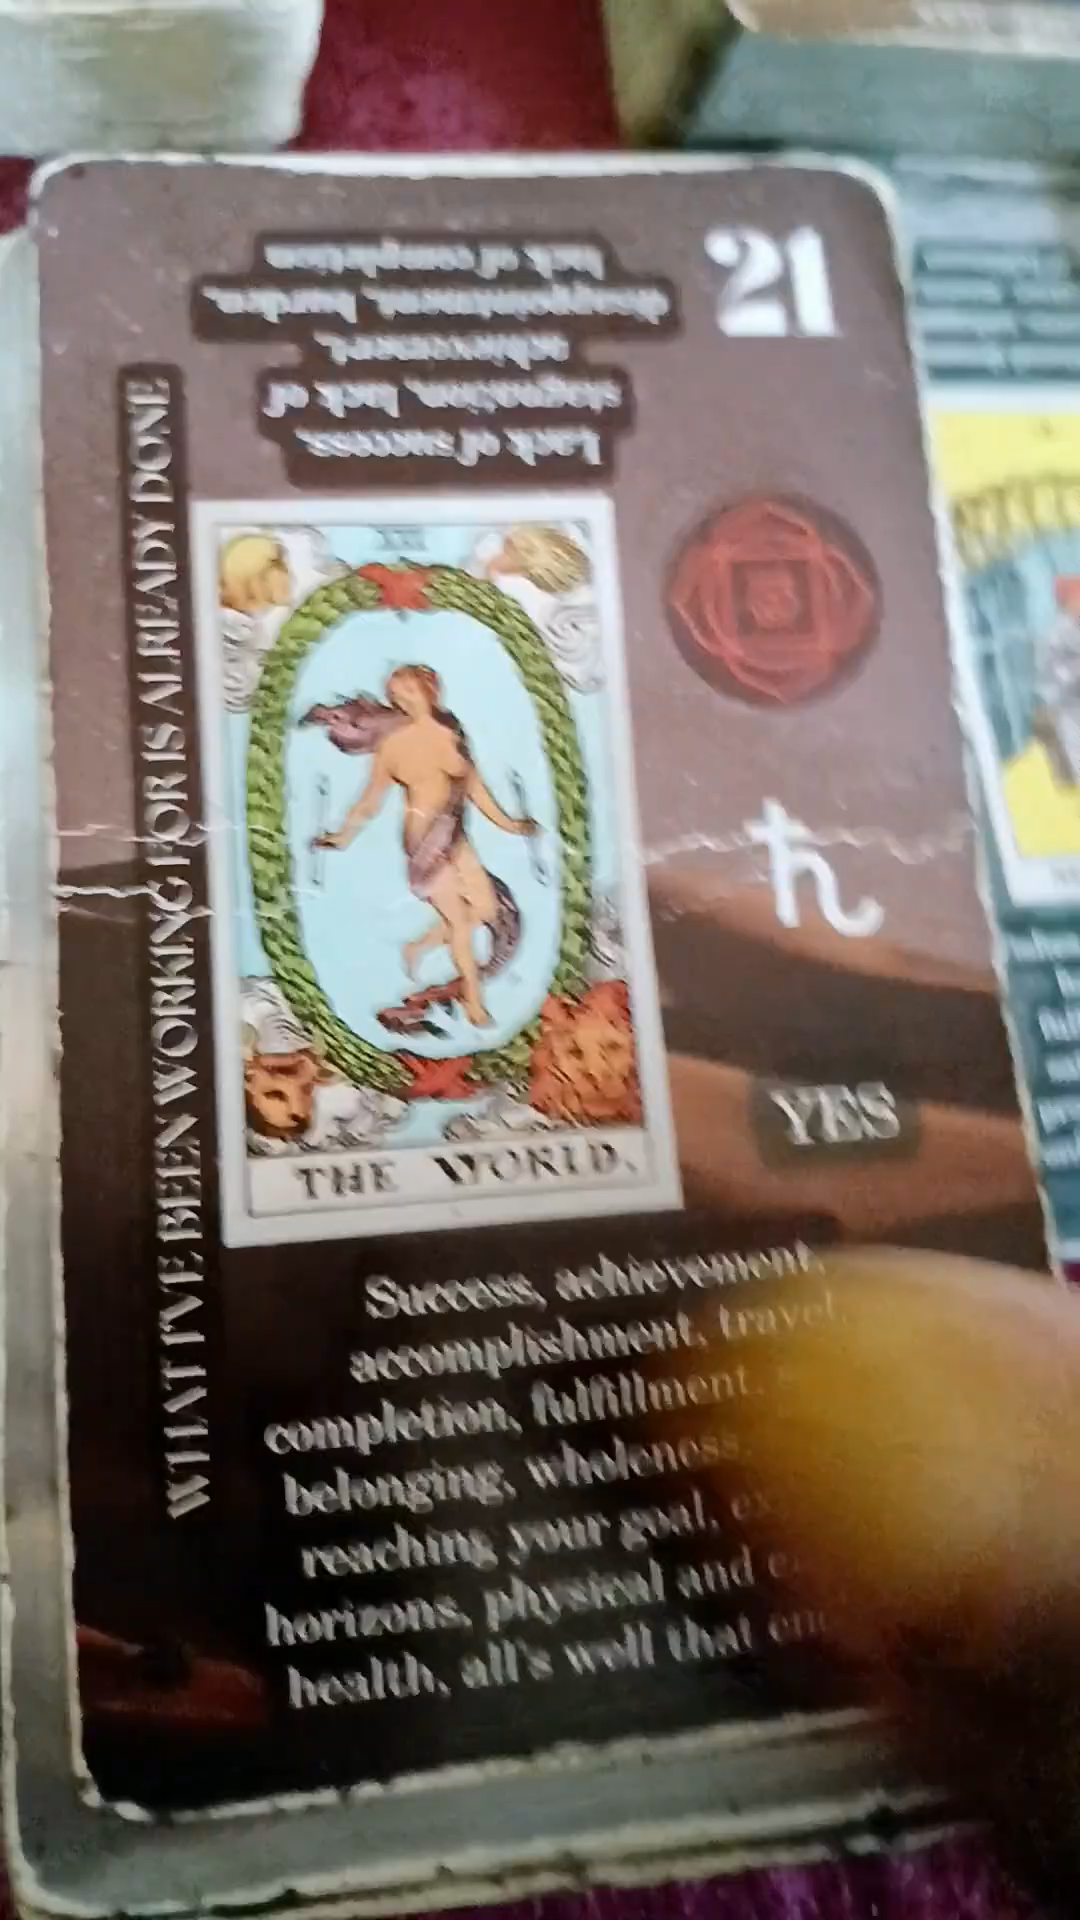 21
lack of completion
disappointment, burden,
achievement,
stagnation, lack of
Lack of success,
WHAT I'VE BEEN WORKING FOR IS ALREADY DONE
XXI
THE WORLD.
YES
Success, achievement,
accomplishment, travel,
completion, fulfillment,
belonging, wholeness,
reaching your goal,
horizons, physical and
health, all's well that